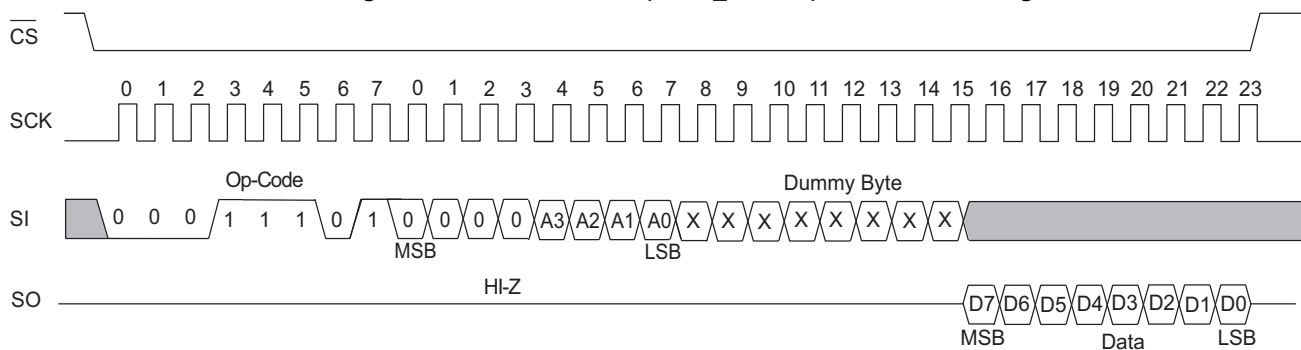 CS
0 1 2 3 4 5 6 7 0 1 2 3 4 5 6 7 8 9 10 11 12 13 14 15 16 17 18 19 20 21 22 23
SCK
Op-Code
Dummy Byte
SI 0 0 0 1 1 1 0 1 0 0 0 0 A3 A2 A1 A0 X X X X X X X X
MSB LSB
HI-Z
SO D7 D6 D5 D4 D3 D2 D1 D0
MSB Data LSB